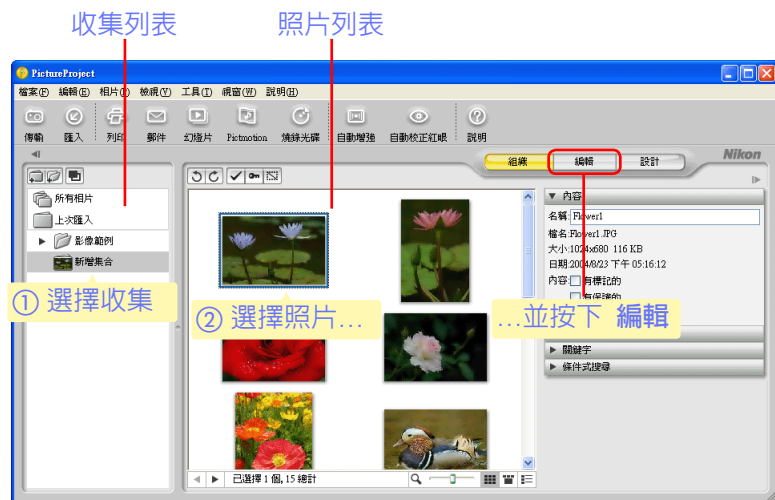 收集列表
照片列表
PictureProject
檔案(F) 編輯(E) 相片(P) 檢視(V) 工具(I) 視窗(W) 說明(H)
傳輸 匯入 列印 郵件 幻燈片 Pictmotion 燒錄光碟 自動增強 自動校正紅眼 說明
組織 編輯 設計 Nikon
所有相片
上次匯入
影像範例
新增集合
① 選擇收集
② 選擇照片...
...並按下 編輯
內容
名稱: Flower1
檔名:Flower1.JPG
大小:1024x680 116 KB
日期:2004/8/23 下午 05:16:12
內容: 有標記的
有保護的
關鍵字
條件式搜尋
已選擇 1 個, 15 總計